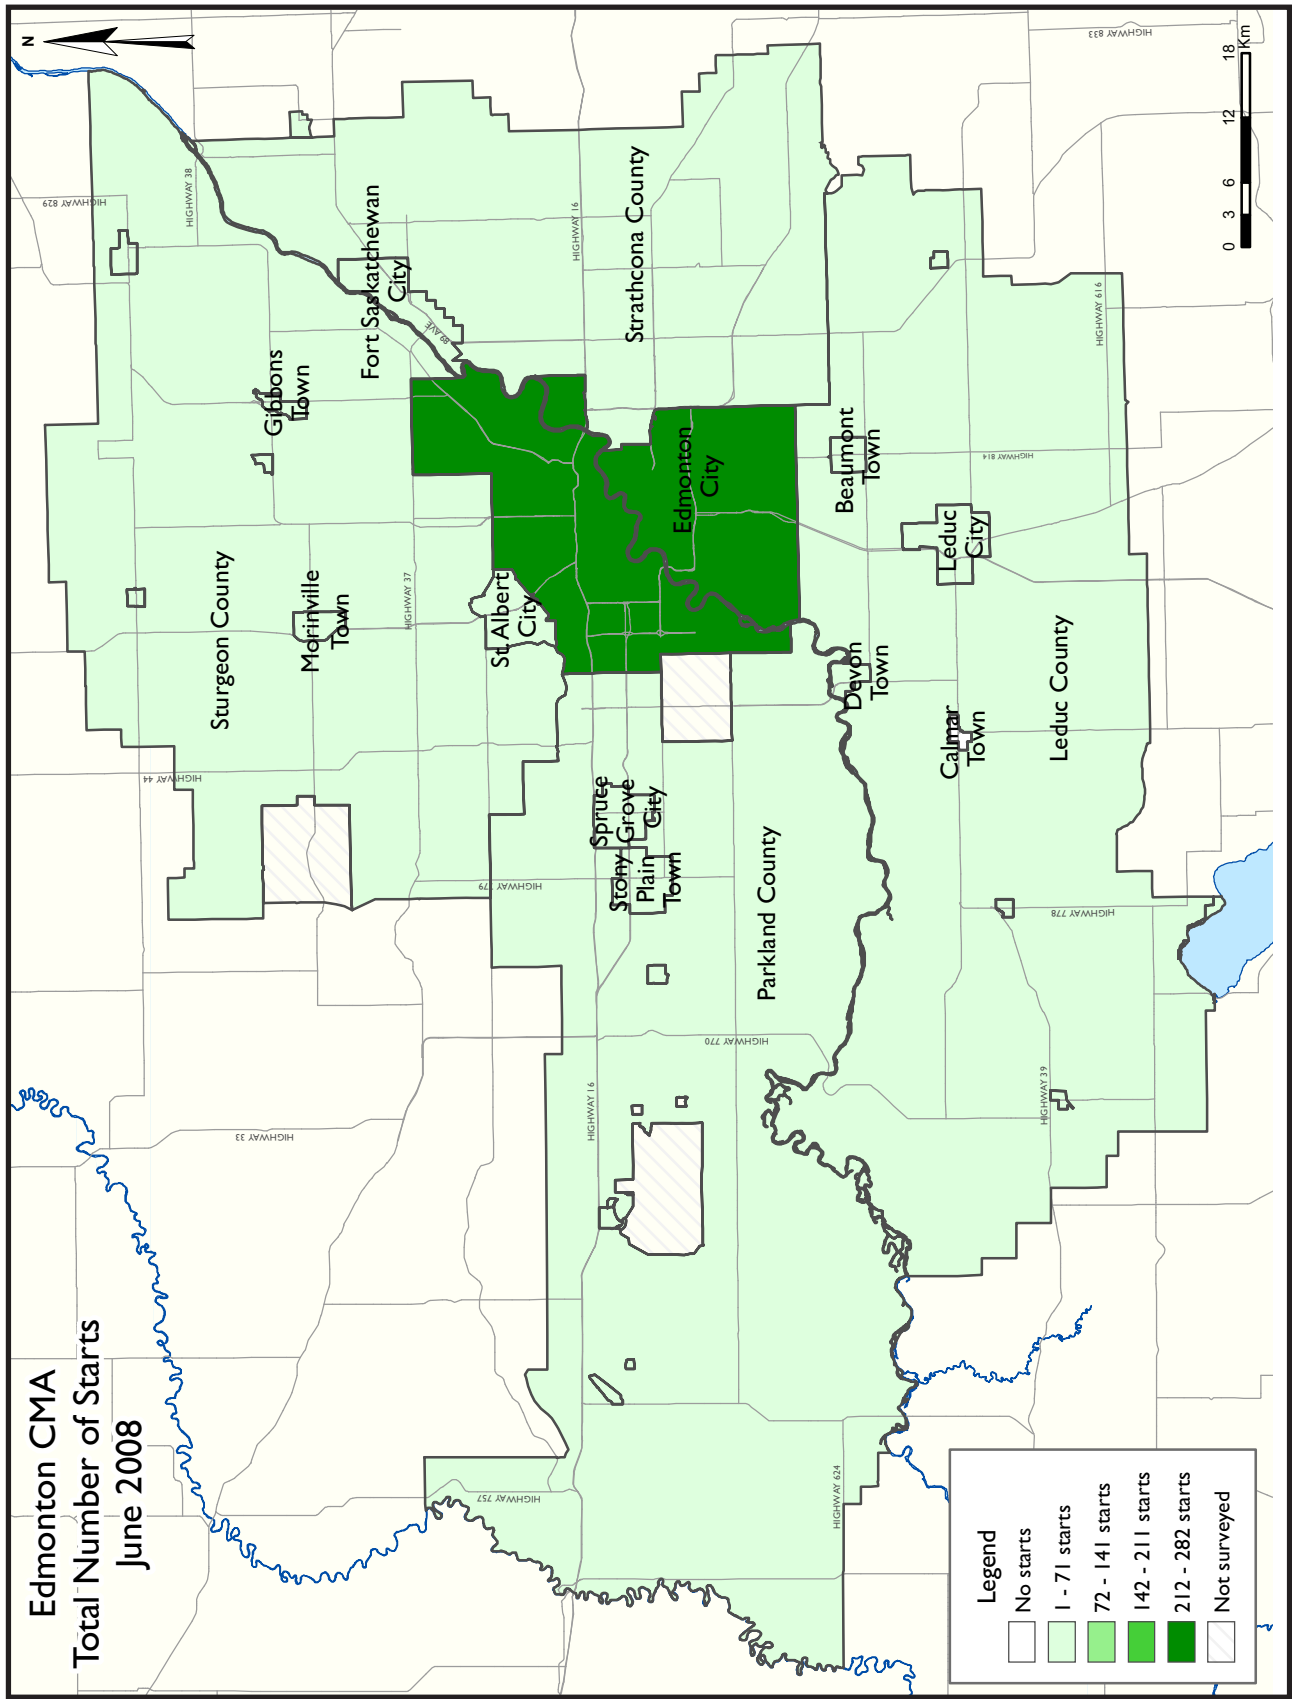 Edmonton CMA
Total Number of Starts
June 2008
N
HIGHWAY 829
HIGHWAY 38
HIGHWAY 833
Gibbons
Town
Fort Saskatchewan
City
89 AVE
HIGHWAY 16
Strathcona County
Sturgeon County
Morinville
Town
HIGHWAY 37
St. Albert
City
Edmonton
City
Beaumont
Town
HIGHWAY 814
HIGHWAY 616
Leduc
City
HIGHWAY 44
Devon
Town
Calmar
Town
Leduc County
Spruce
Grove
City
Stony
Plain
Town
HIGHWAY 779
Parkland County
HIGHWAY 778
HIGHWAY 770
HIGHWAY 16
HIGHWAY 39
HIGHWAY 33
HIGHWAY 757
HIGHWAY 624
Legend
No starts
1 - 71 starts
72 - 141 starts
142 - 211 starts
212 - 282 starts
Not surveyed
0 3 6 12 18
Km